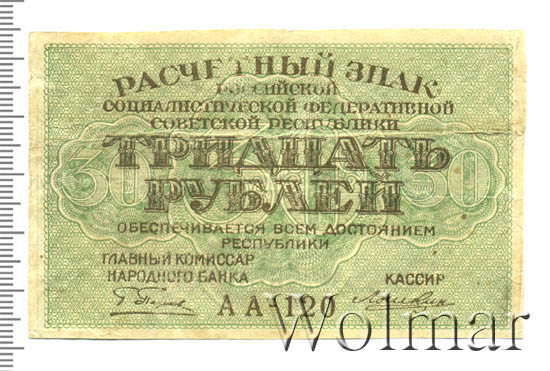 РАСЧЕТНЫЙ ЗНАК
РОССИЙСКОЙ
СОЦИАЛИСТИЧЕСКОЙ ФЕДЕРАТИВНОЙ
СОВЕТСКОЙ РЕСПУБЛИКИ
30 ТРИДЦАТЬ 30
РУБЛЕЙ
ОБЕСПЕЧИВАЕТСЯ ВСЕМ ДОСТОЯНИЕМ
РЕСПУБЛИКИ
ГЛАВНЫЙ КОМИССАР
НАРОДНОГО БАНКА
КАССИР
АА-120
Wolmar